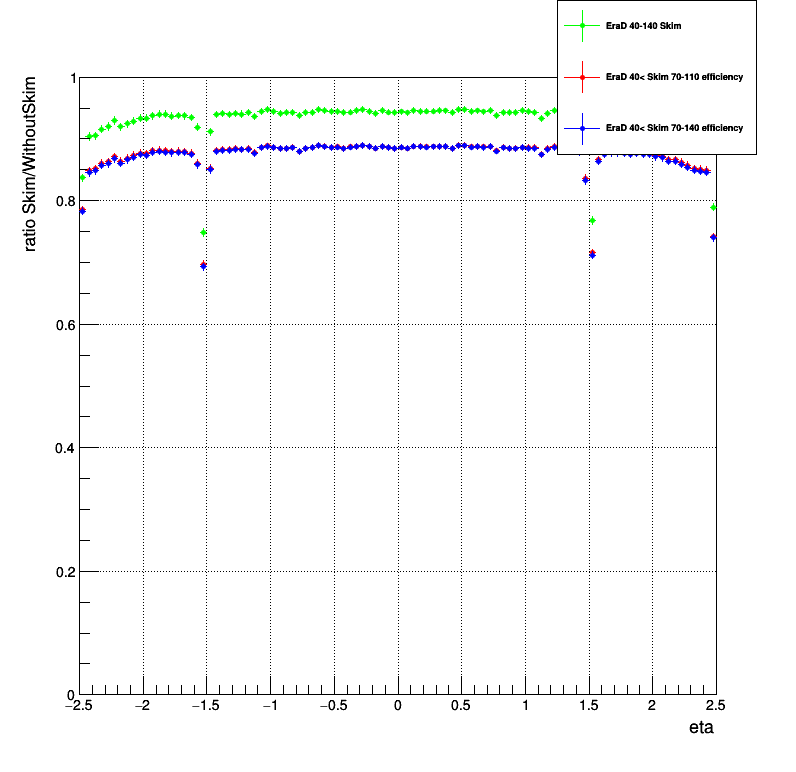 EraD 40-140 Skim
EraD 40< Skim 70-110 efficiency
EraD 40< Skim 70-140 efficiency
ratio Skim/WithoutSkim
1
0.8
0.6
0.4
0.2
0
−2.5 −2 −1.5 −1 −0.5 0 0.5 1 1.5 2 2.5
eta